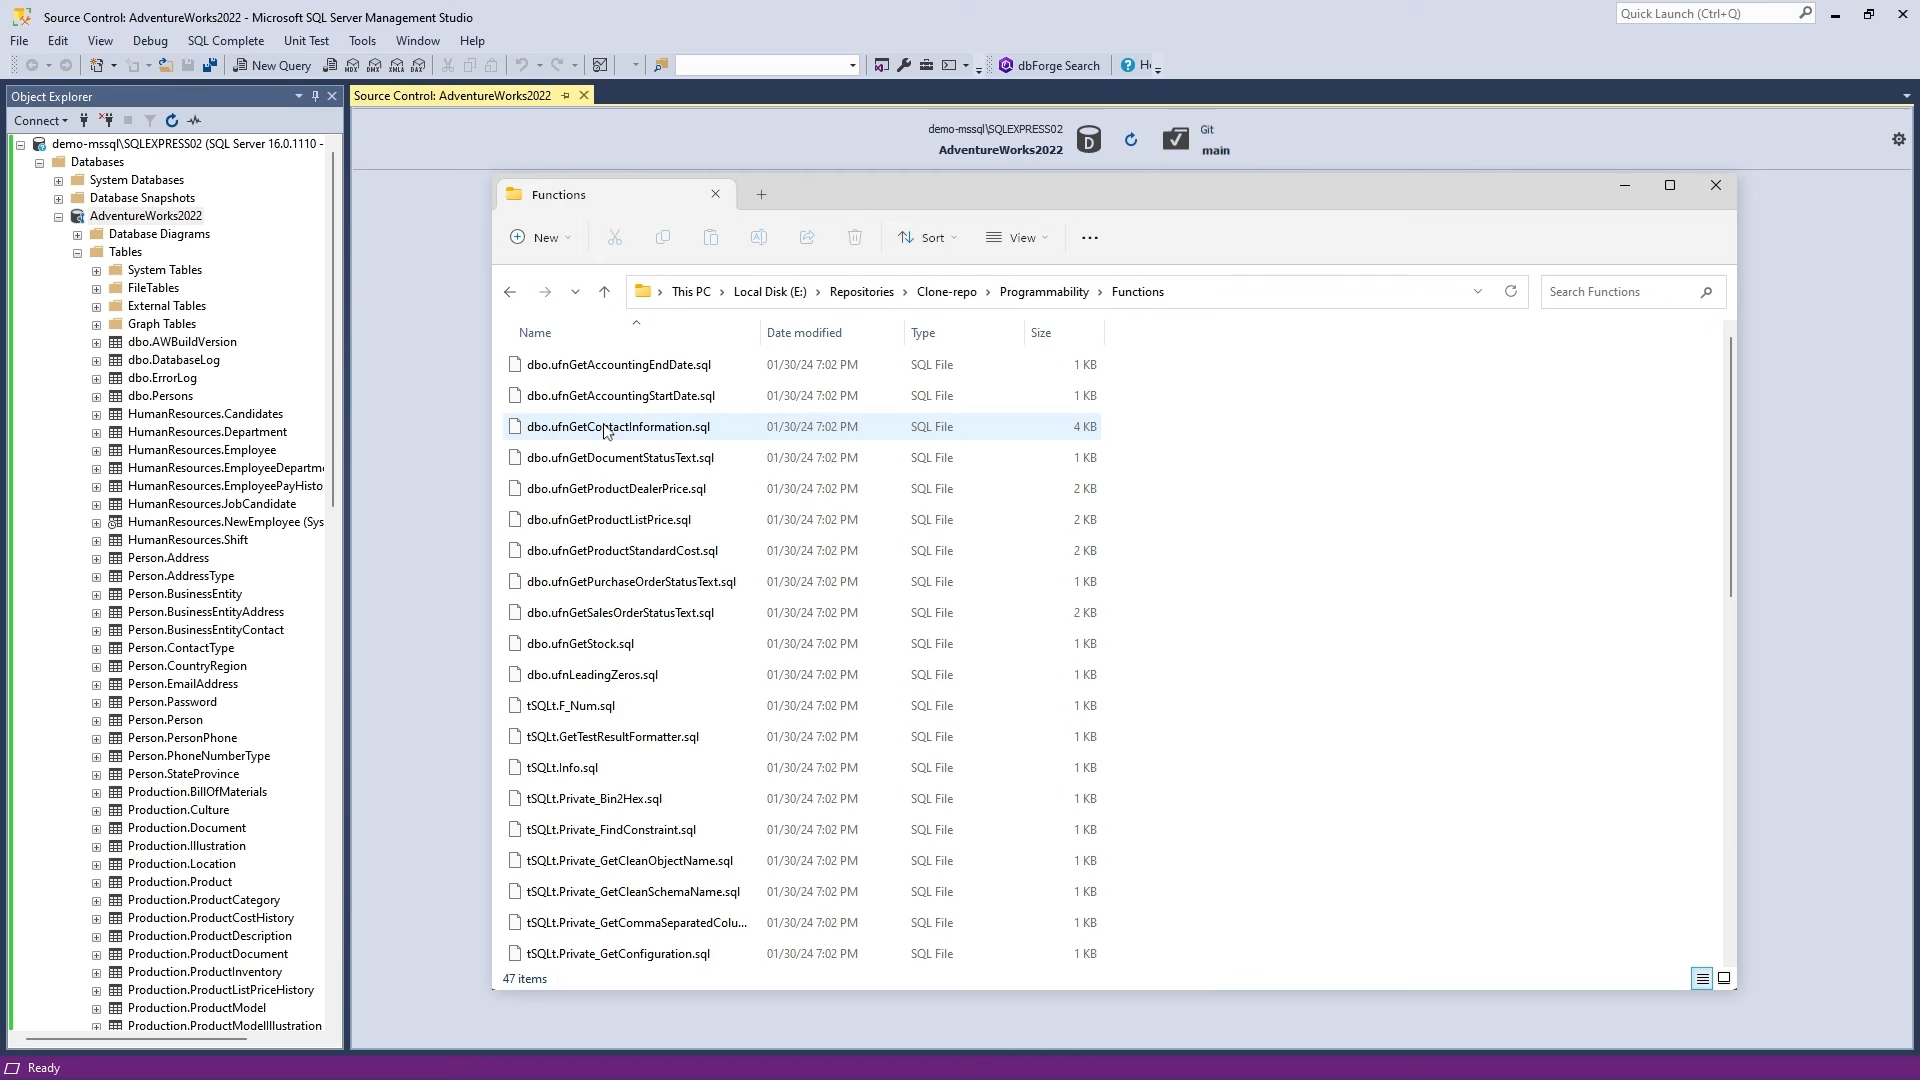 Source Control: AdventureWorks2022 - Microsoft SQL Server Management Studio
Quick Launch (Ctrl+Q)
File Edit View Debug SQL Complete Unit Test Tools Window Help
New Query
MDX DMX XMLA DAX
dbForge Search
Object Explorer
Connect
demo-mssql\SQLEXPRESS02 (SQL Server 16.0.1110 -
Databases
System Databases
Database Snapshots
AdventureWorks2022
Database Diagrams
Tables
System Tables
FileTables
External Tables
Graph Tables
dbo.AWBuildVersion
dbo.DatabaseLog
dbo.ErrorLog
dbo.Persons
HumanResources.Candidates
HumanResources.Department
HumanResources.Employee
HumanResources.EmployeeDepartme
HumanResources.EmployeePayHisto
HumanResources.JobCandidate
HumanResources.NewEmployee (Sys
HumanResources.Shift
Person.Address
Person.AddressType
Person.BusinessEntity
Person.BusinessEntityAddress
Person.BusinessEntityContact
Person.ContactType
Person.CountryRegion
Person.EmailAddress
Person.Password
Person.Person
Person.PersonPhone
Person.PhoneNumberType
Person.StateProvince
Production.BillOfMaterials
Production.Culture
Production.Document
Production.Illustration
Production.Location
Production.Product
Production.ProductCategory
Production.ProductCostHistory
Production.ProductDescription
Production.ProductDocument
Production.ProductInventory
Production.ProductListPriceHistory
Production.ProductModel
Production.ProductModelIllustration
Source Control: AdventureWorks2022
demo-mssql\SQLEXPRESS02
AdventureWorks2022
D
Git
main
Functions
New Sort View
This PC Local Disk (E:) Repositories Clone-repo Programmability Functions
Search Functions
Name Date modified Type Size
dbo.ufnGetAccountingEndDate.sql 01/30/24 7:02 PM SQL File 1 KB
dbo.ufnGetAccountingStartDate.sql 01/30/24 7:02 PM SQL File 1 KB
dbo.ufnGetContactInformation.sql 01/30/24 7:02 PM SQL File 4 KB
dbo.ufnGetDocumentStatusText.sql 01/30/24 7:02 PM SQL File 1 KB
dbo.ufnGetProductDealerPrice.sql 01/30/24 7:02 PM SQL File 2 KB
dbo.ufnGetProductListPrice.sql 01/30/24 7:02 PM SQL File 2 KB
dbo.ufnGetProductStandardCost.sql 01/30/24 7:02 PM SQL File 2 KB
dbo.ufnGetPurchaseOrderStatusText.sql 01/30/24 7:02 PM SQL File 1 KB
dbo.ufnGetSalesOrderStatusText.sql 01/30/24 7:02 PM SQL File 2 KB
dbo.ufnGetStock.sql 01/30/24 7:02 PM SQL File 1 KB
dbo.ufnLeadingZeros.sql 01/30/24 7:02 PM SQL File 1 KB
tSQLt.F_Num.sql 01/30/24 7:02 PM SQL File 1 KB
tSQLt.GetTestResultFormatter.sql 01/30/24 7:02 PM SQL File 1 KB
tSQLt.Info.sql 01/30/24 7:02 PM SQL File 1 KB
tSQLt.Private_Bin2Hex.sql 01/30/24 7:02 PM SQL File 1 KB
tSQLt.Private_FindConstraint.sql 01/30/24 7:02 PM SQL File 1 KB
tSQLt.Private_GetCleanObjectName.sql 01/30/24 7:02 PM SQL File 1 KB
tSQLt.Private_GetCleanSchemaName.sql 01/30/24 7:02 PM SQL File 1 KB
tSQLt.Private_GetCommaSeparatedColu... 01/30/24 7:02 PM SQL File 1 KB
tSQLt.Private_GetConfiguration.sql 01/30/24 7:02 PM SQL File 1 KB
47 items
Ready